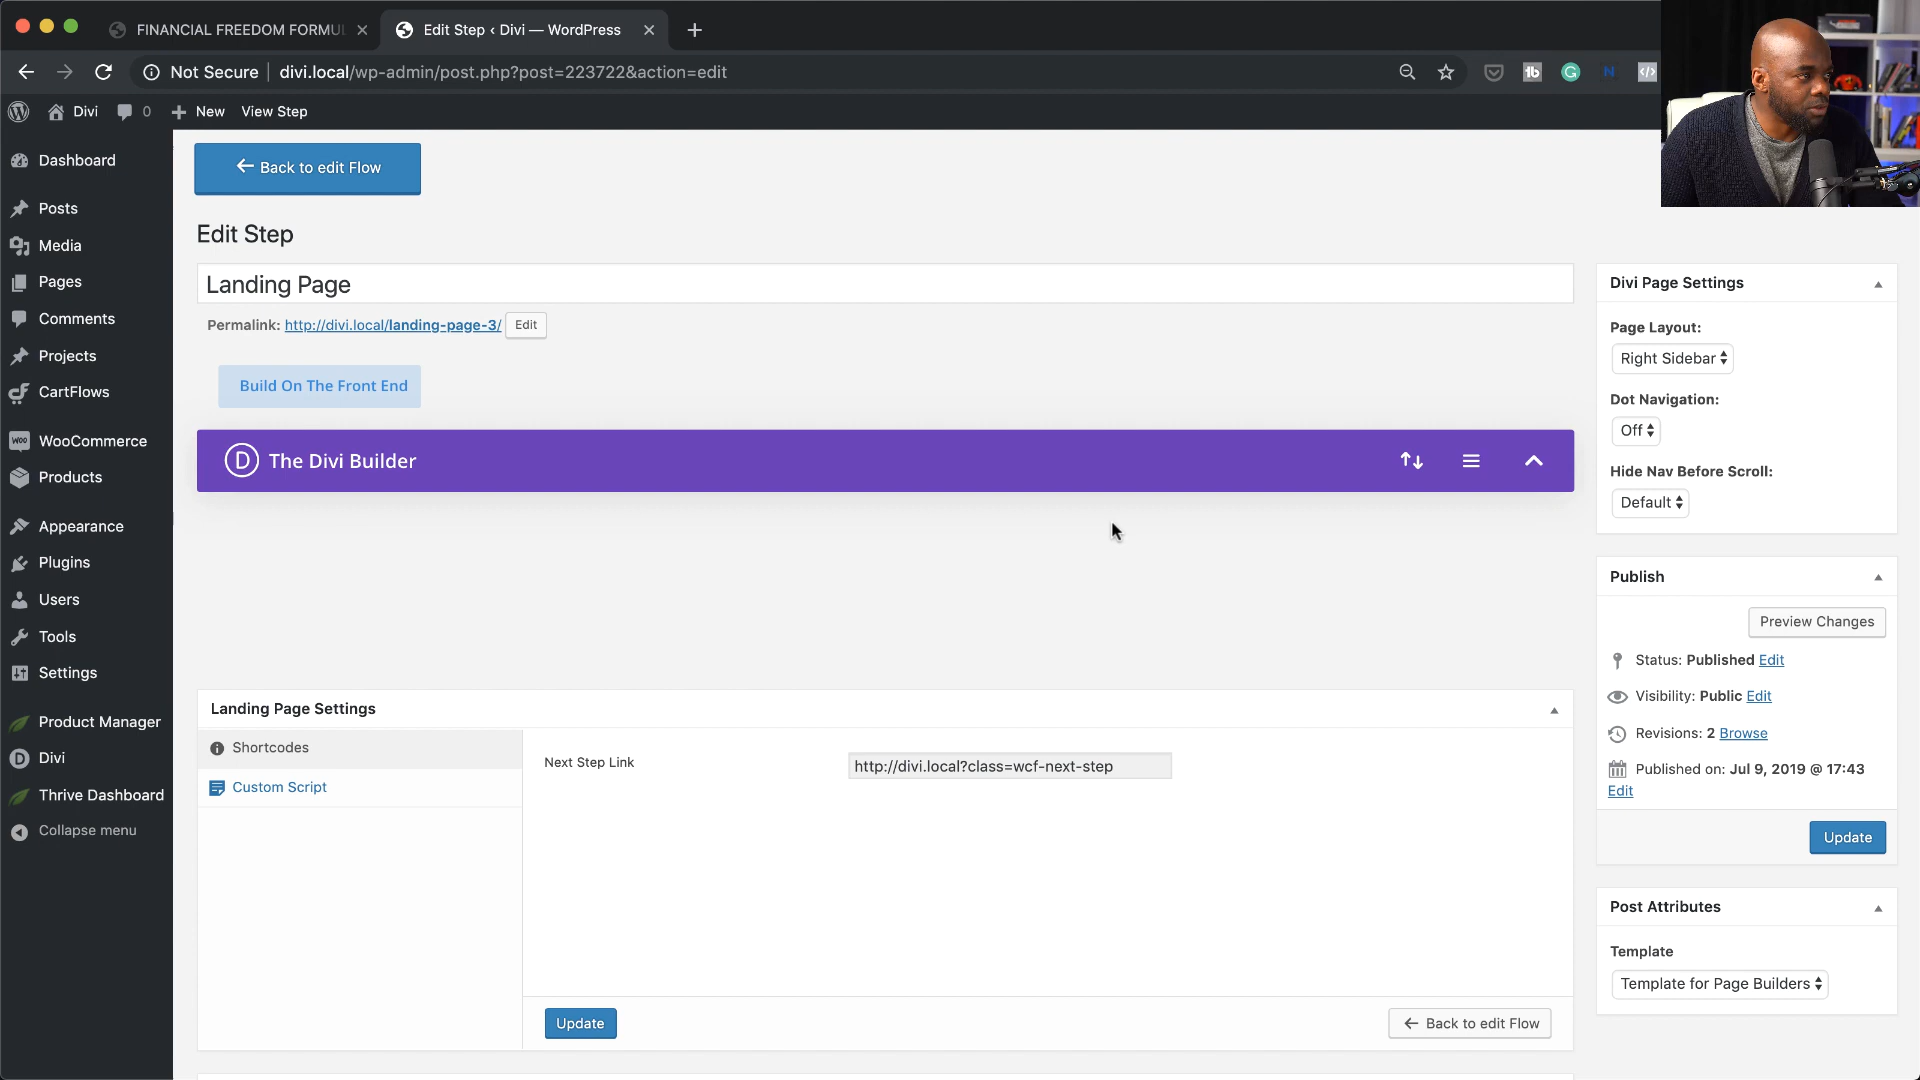 FINANCIAL FREEDOM FORMU
Edit Step ‹ Divi — WordPress
Not Secure
divi.local/wp-admin/post.php?post=223722&action=edit
Divi
0
New
View Step
Dashboard
Posts
Media
Pages
Comments
Projects
CartFlows
WooCommerce
Products
Appearance
Plugins
Users
Tools
Settings
Product Manager
Divi
Thrive Dashboard
Collapse menu
← Back to edit Flow
Edit Step
Landing Page
Permalink: http://divi.local/landing-page-3/ Edit
Build On The Front End
D The Divi Builder
Landing Page Settings
Shortcodes
Custom Script
Next Step Link
http://divi.local?class=wcf-next-step
Update
← Back to edit Flow
Divi Page Settings
Page Layout:
Right Sidebar
Dot Navigation:
Off
Hide Nav Before Scroll:
Default
Publish
Preview Changes
Status: Published Edit
Visibility: Public Edit
Revisions: 2 Browse
Published on: Jul 9, 2019 @ 17:43
Edit
Update
Post Attributes
Template
Template for Page Builders